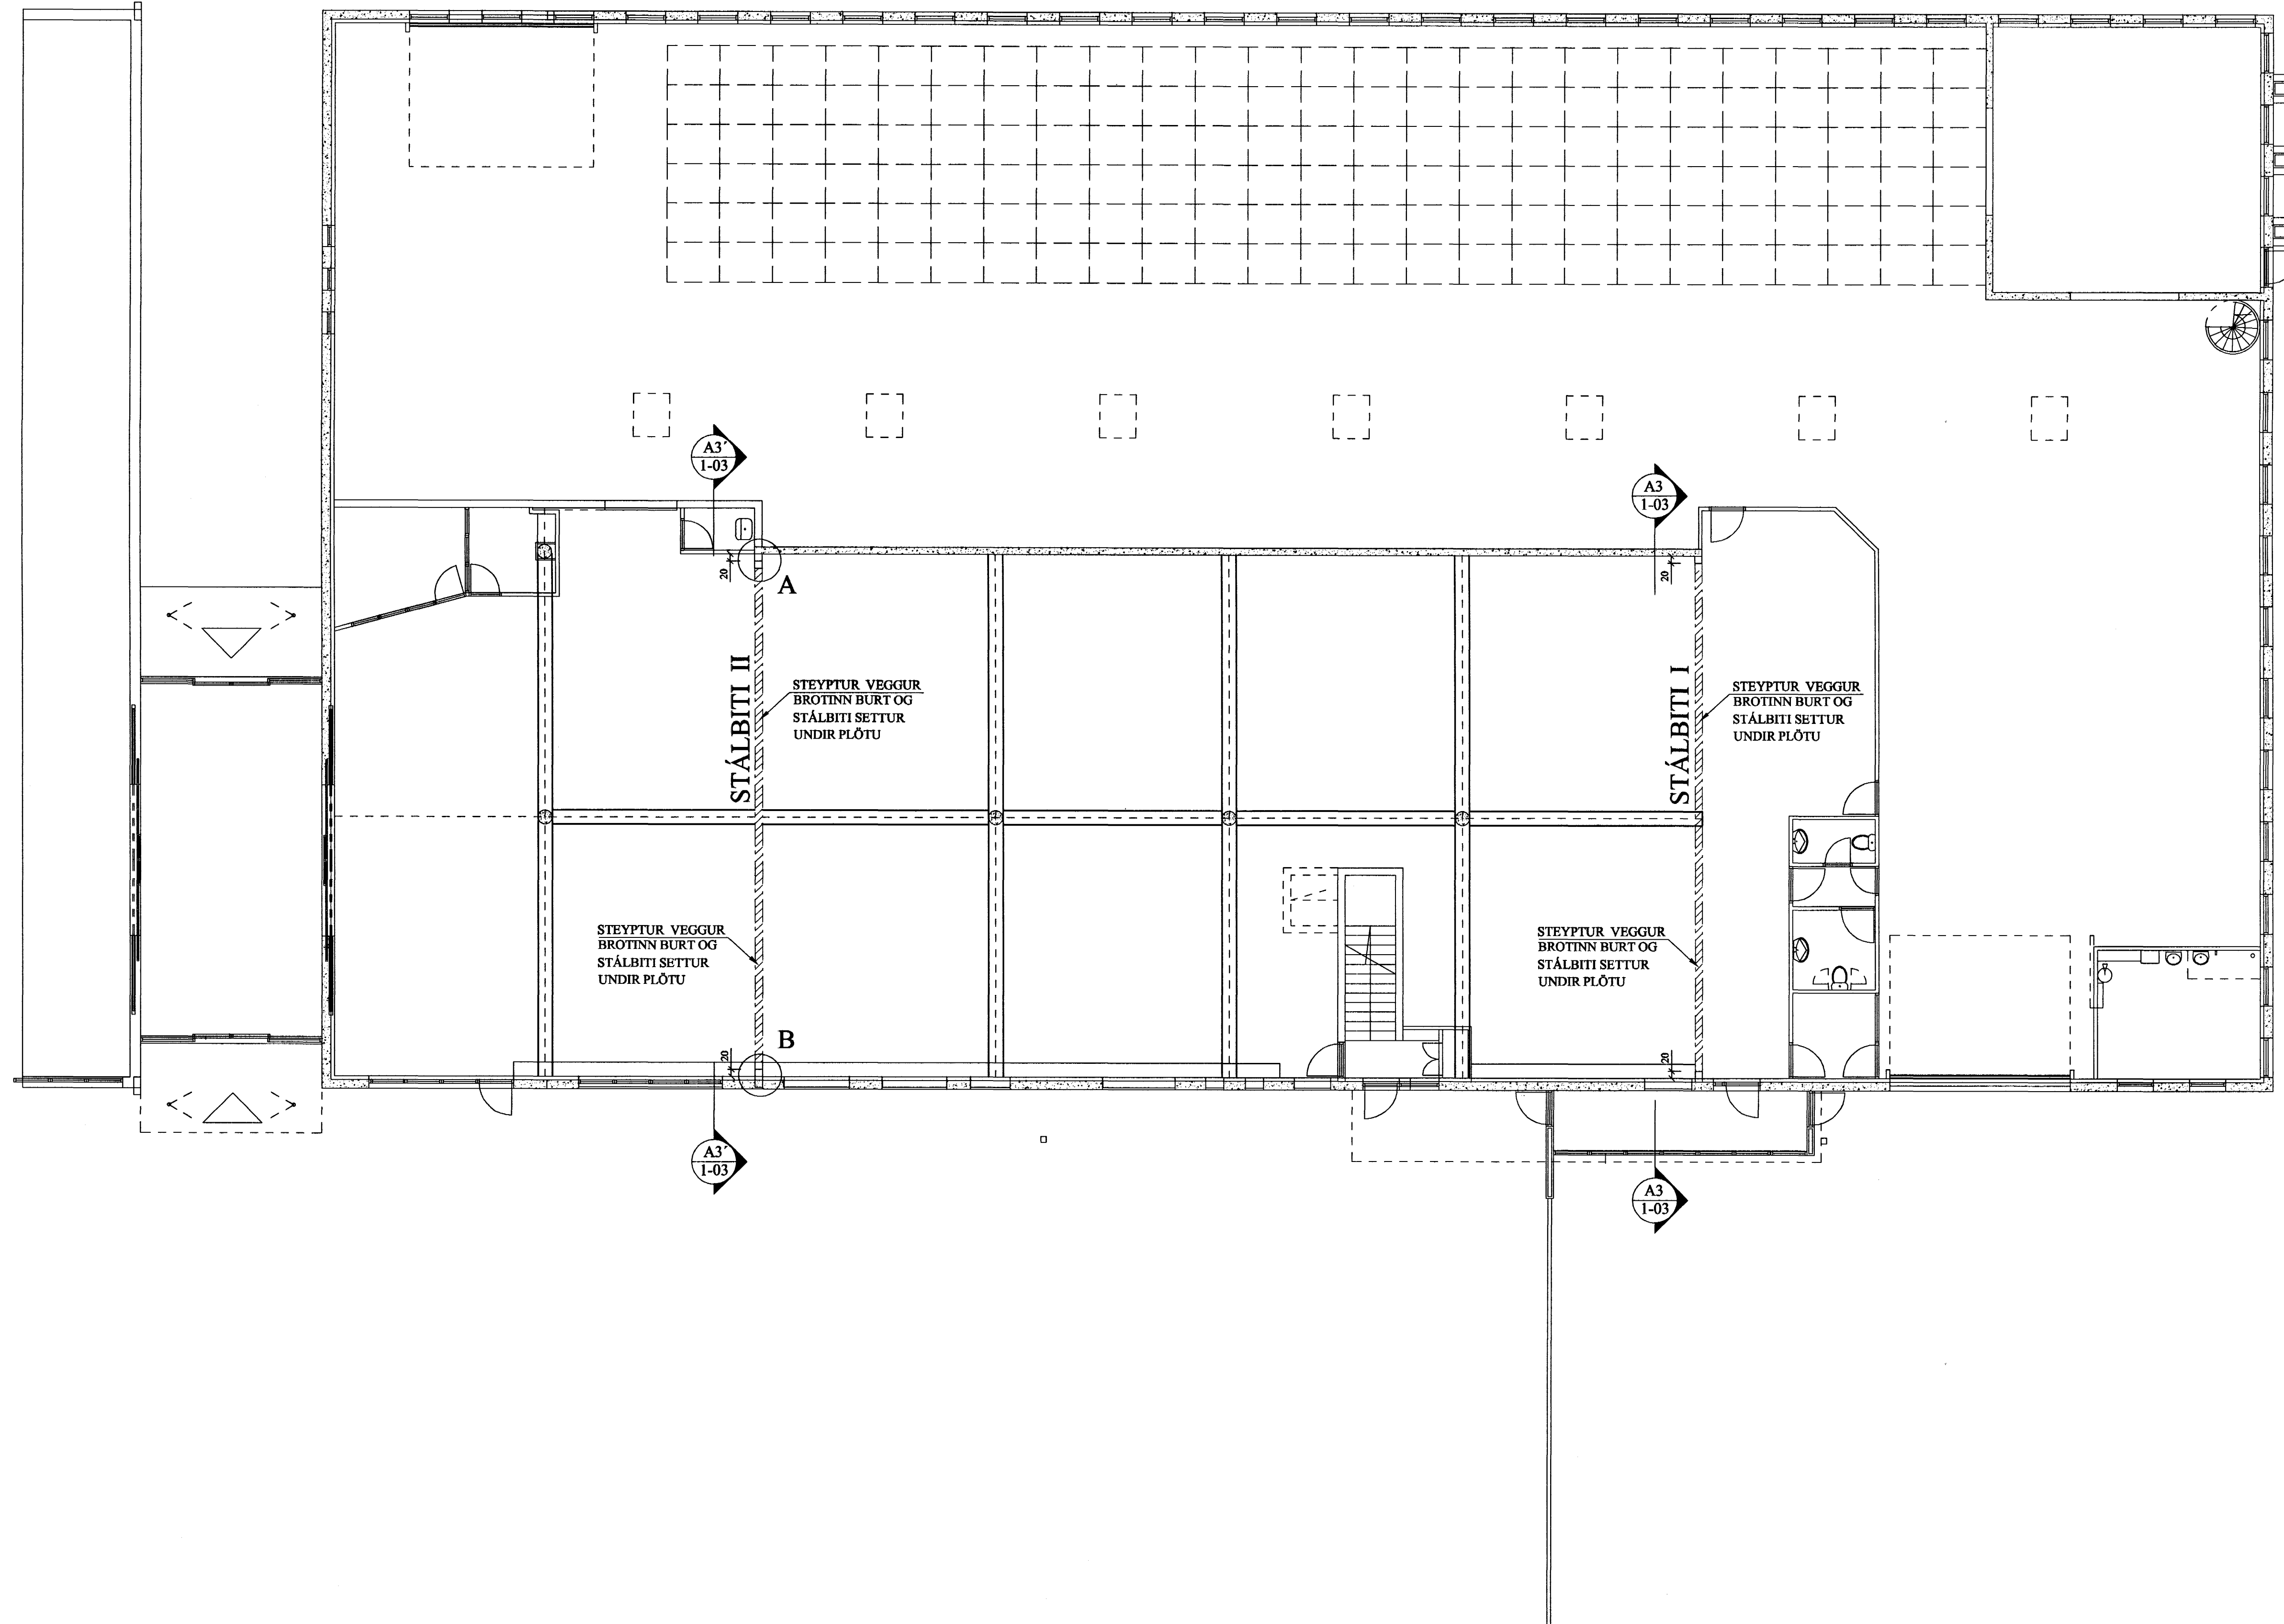 A3´
1-03
A3
1-03
20
A
20
STÁLBITI II
STEYPTUR VEGGUR
BROTINN BURT OG
STÁLBITI SETTUR
UNDIR PLÖTU
STÁLBITI I
STEYPTUR VEGGUR
BROTINN BURT OG
STÁLBITI SETTUR
UNDIR PLÖTU
STEYPTUR VEGGUR
BROTINN BURT OG
STÁLBITI SETTUR
UNDIR PLÖTU
STEYPTUR VEGGUR
BROTINN BURT OG
STÁLBITI SETTUR
UNDIR PLÖTU
B
20
20
A3´
1-03
A3
1-03